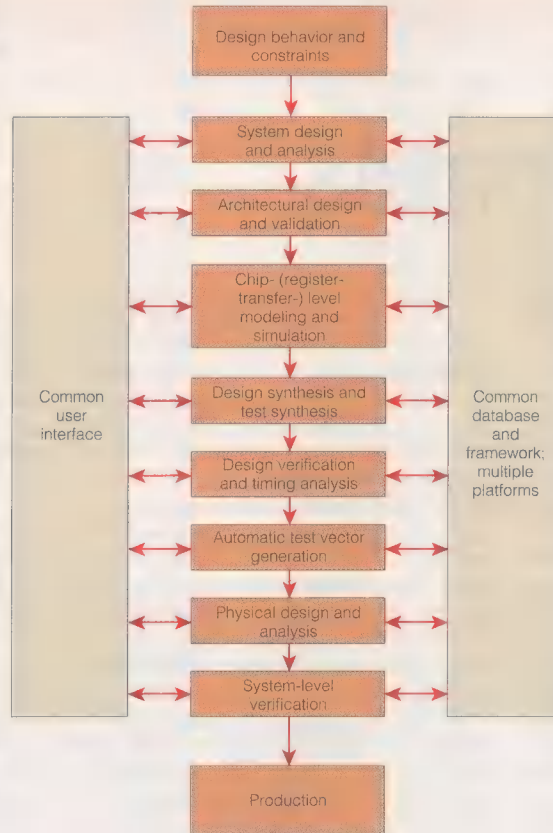 Design behavior and
constraints
System design
and analysis
Architectural design
and validation
Chip- (register-
transfer-) level
modeling and
simulation
Design synthesis and
test synthesis
Design verification
and timing analysis
Automatic test vector
generation
Physical design and
analysis
System-level
verification
Production
Common
user
interface
Common
database
and
framework;
multiple
platforms